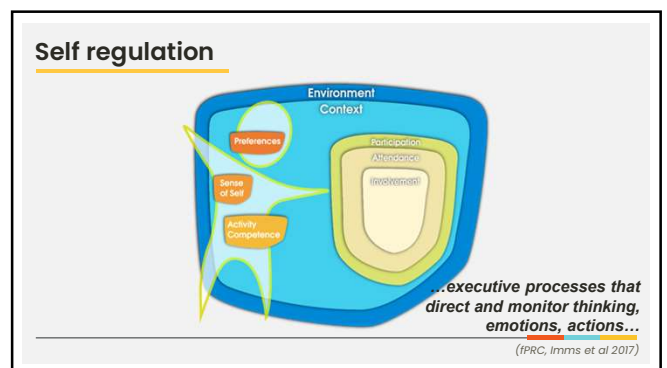 Self regulation
Environment
Context
Preferences
Participation
Attendance
Sense
of Self
Involvement
Activity
Competence
...executive processes that
direct and monitor thinking,
emotions, actions...
(fPRC, Imms et al 2017)